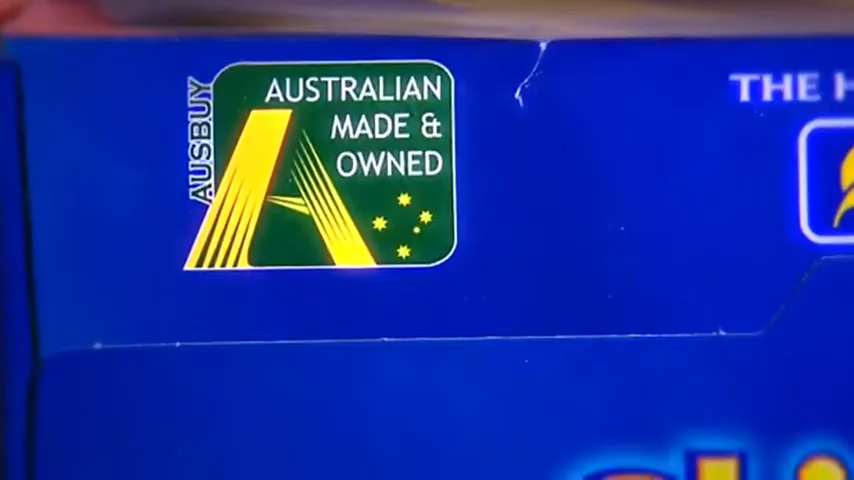 AUSBUY
AUSTRALIAN
MADE &
OWNED
THE